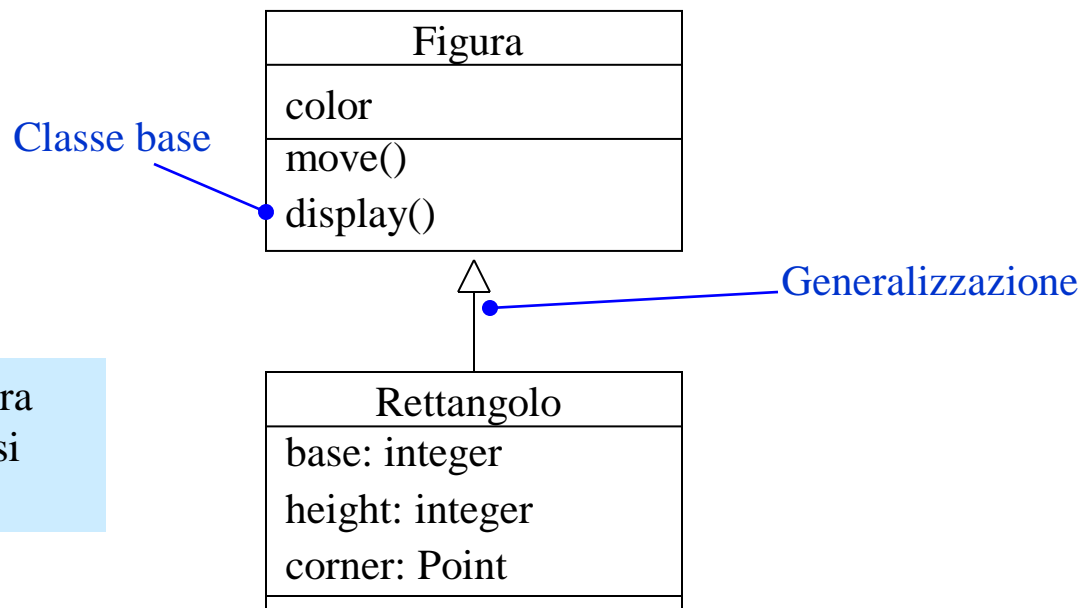 Figura
color
Classe base
move()
display()
Generalizzazione
ra
si
Rettangolo
base: integer
height: integer
corner: Point